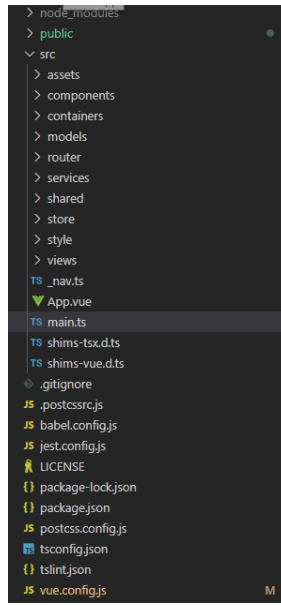 node_modules
public
src
assets
components
containers
models
router
services
shared
store
style
views
TS _nav.ts
App.vue
TS main.ts
TS shims-tsx.d.ts
TS shims-vue.d.ts
.gitignore
JS .postcssrc.js
JS babel.config.js
JS jest.config.js
LICENSE
{} package-lock.json
{} package.json
JS postcss.config.js
TS tsconfig.json
{} tslint.json
JS vue.config.js M